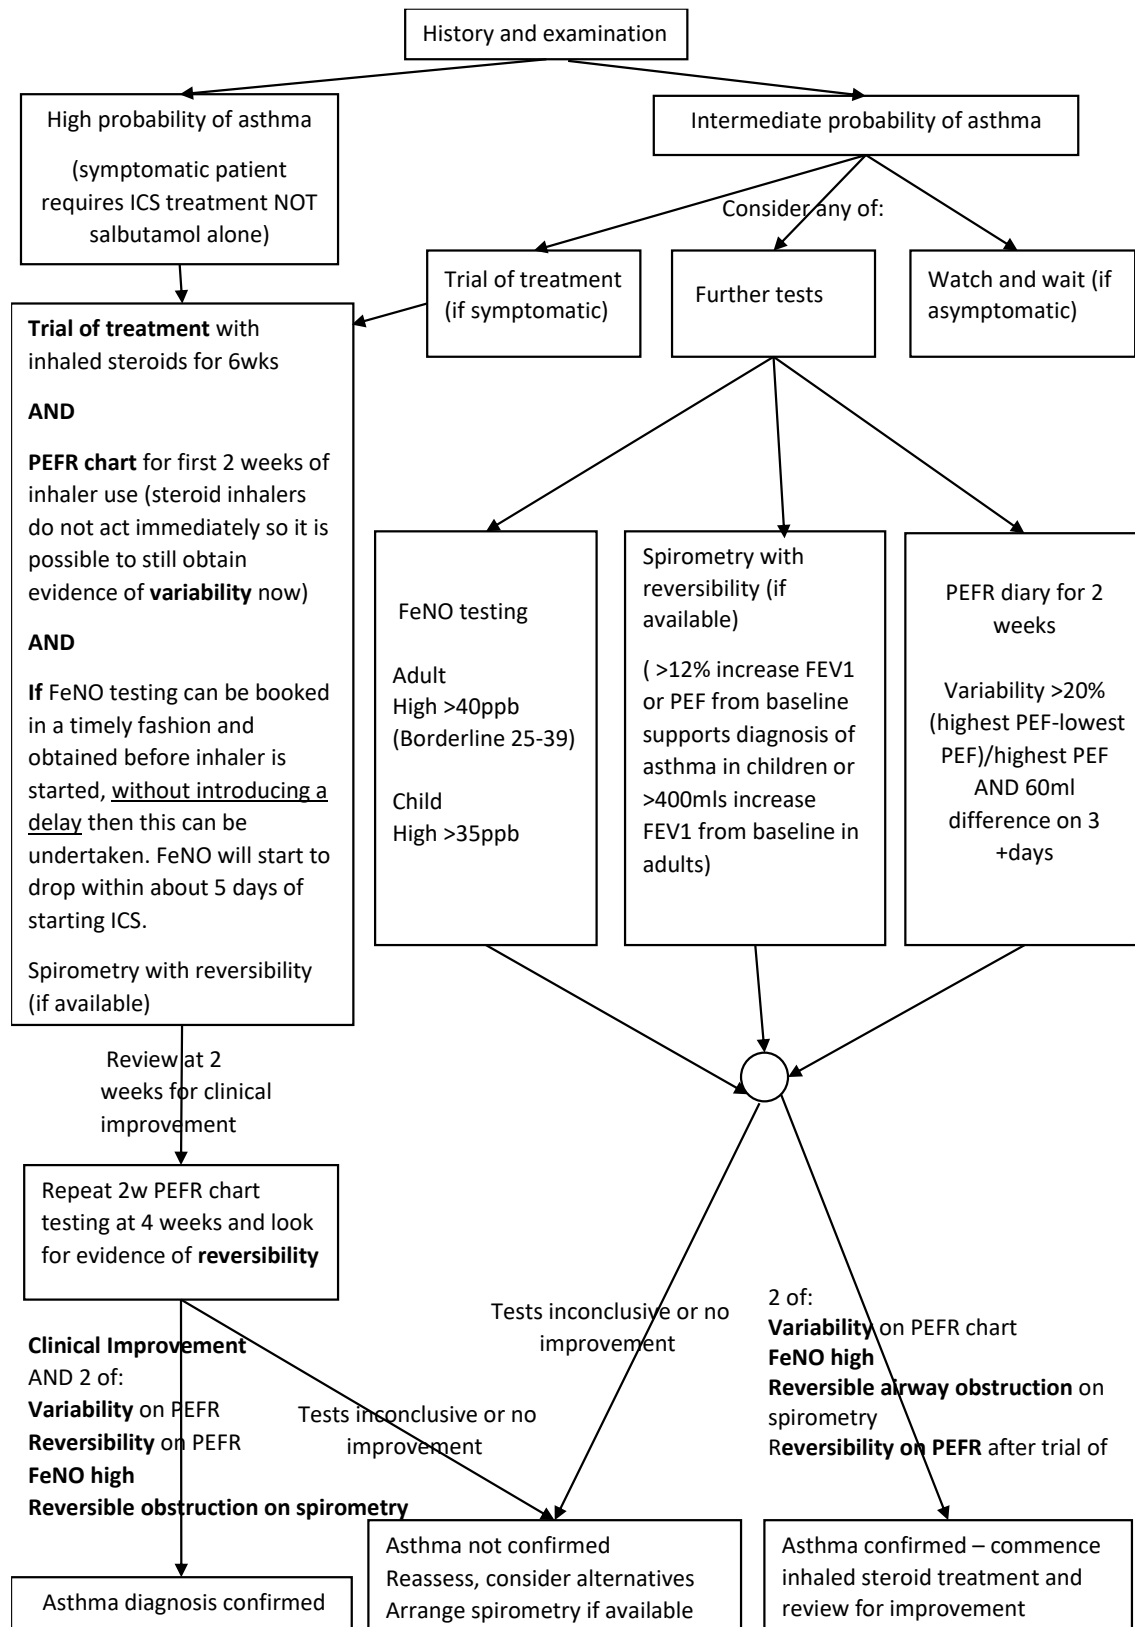 History and examination
High probability of asthma
(symptomatic patient
requires ICS treatment NOT
salbutamol alone)
Intermediate probability of asthma
Consider any of:
Trial of treatment
(if symptomatic)
Further tests
Watch and wait (if
asymptomatic)
Trial of treatment with
inhaled steroids for 6wks
AND
PEFR chart for first 2 weeks of
inhaler use (steroid inhalers
do not act immediately so it is
possible to still obtain
evidence of variability now)
AND
If FeNO testing can be booked
in a timely fashion and
obtained before inhaler is
started, without introducing a
delay then this can be
undertaken. FeNO will start to
drop within about 5 days of
starting ICS.
Spirometry with reversibility
(if available)
FeNO testing
Adult
High >40ppb
(Borderline 25-39)
Child
High >35ppb
Spirometry with
reversibility (if
available)
( >12% increase FEV1
or PEF from baseline
supports diagnosis of
asthma in children or
>400mls increase
FEV1 from baseline in
adults)
PEFR diary for 2
weeks
Variability >20%
(highest PEF-lowest
PEF)/highest PEF
AND 60ml
difference on 3
+days
Review at 2
weeks for clinical
improvement
Repeat 2w PEFR chart
testing at 4 weeks and look
for evidence of reversibility
Clinical Improvement
AND 2 of:
Variability on PEFR
Reversibility on PEFR
FeNO high
Reversible obstruction on spirometry
Tests inconclusive or no
improvement
Tests inconclusive or no
improvement
2 of:
Variability on PEFR chart
FeNO high
Reversible airway obstruction on
spirometry
Reversibility on PEFR after trial of
Asthma diagnosis confirmed
Asthma not confirmed
Reassess, consider alternatives
Arrange spirometry if available
Asthma confirmed – commence
inhaled steroid treatment and
review for improvement